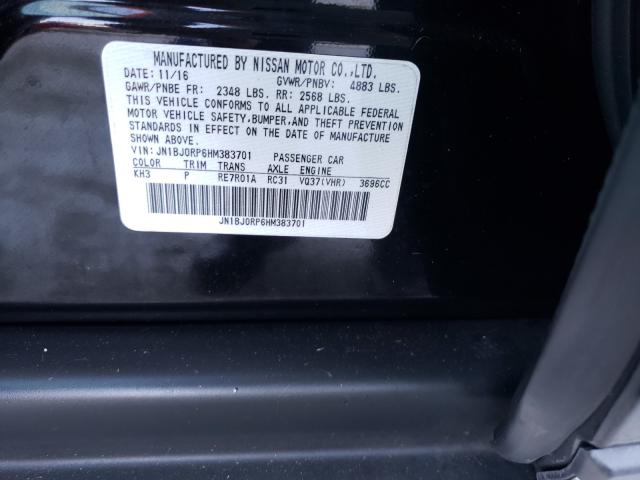 MANUFACTURED BY NISSAN MOTOR CO.,LTD.
DATE: 11/16 GVWR/PNBV: 4883 LBS.
GAWR/PNBE FR: 2348 LBS. RR: 2568 LBS.
THIS VEHICLE CONFORMS TO ALL APPLICABLE FEDERAL
MOTOR VEHICLE SAFETY,BUMPER,AND THEFT PREVENTION
STANDARDS IN EFFECT ON THE DATE OF MANUFACTURE
SHOWN ABOVE.
VIN: JN1BJ0RP6HM383701 PASSENGER CAR
COLOR TRIM TRANS AXLE ENGINE
KH3 P RE7R01A RC31 VQ37(VHR) 3696CC
JN1BJ0RP6HM383701